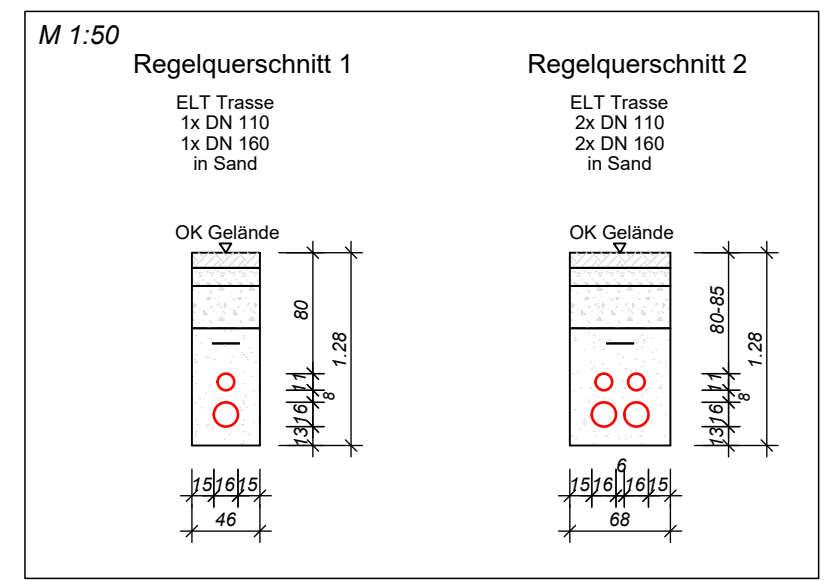 M 1:50
Regelquerschnitt 1
ELT Trasse
1x DN 110
1x DN 160
in Sand
OK Gelände
80
1.28
11
8
16
13
15 16 15
46
Regelquerschnitt 2
ELT Trasse
2x DN 110
2x DN 160
in Sand
OK Gelände
80-85
1.28
11
8
16
13
6
15 16 16 15
68